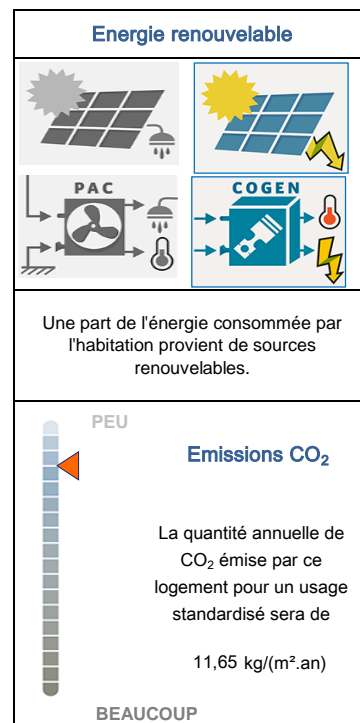 Energie renouvelable
PAC
COGEN
Une part de l'énergie consommée par
l'habitation provient de sources
renouvelables.
PEU
Emissions CO₂
La quantité annuelle de
CO₂ émise par ce
logement pour un usage
standardisé sera de
11,65 kg/(m².an)
BEAUCOUP